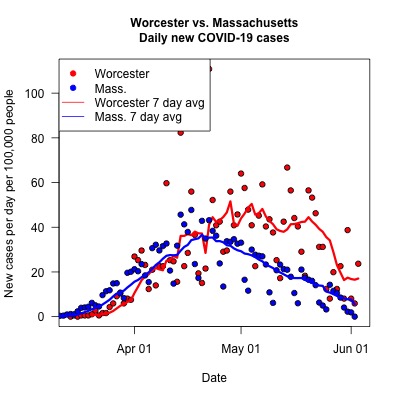 Worcester vs. Massachusetts
Daily new COVID-19 cases
New cases per day per 100,000 people
100
80
60
40
20
0
Worcester
Mass.
Worcester 7 day avg
Mass. 7 day avg
Apr 01
May 01
Jun 01
Date